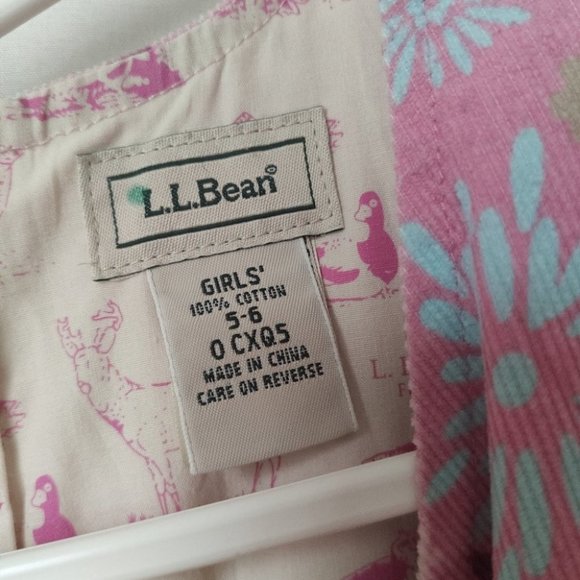 L.L.Bean®
GIRLS'
100% COTTON
5-6
0 CXQ5
MADE IN CHINA
CARE ON REVERSE
L.